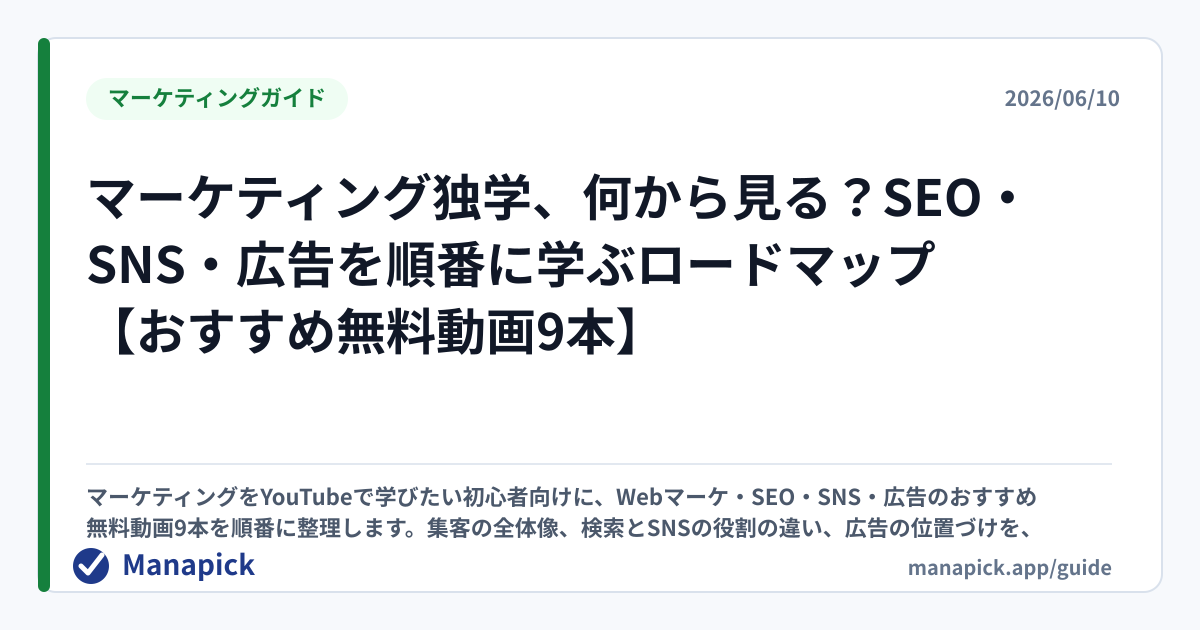 マーケティングガイド
2026/06/10
マーケティング独学、何から見る？SEO・
SNS・広告を順番に学ぶロードマップ
【おすすめ無料動画9本】
マーケティングをYouTubeで学びたい初心者向けに、Webマーケ・SEO・SNS・広告のおすすめ
無料動画9本を順番に整理します。集客の全体像、検索とSNSの役割の違い、広告の位置づけを、
Manapick
manapick.app/guide